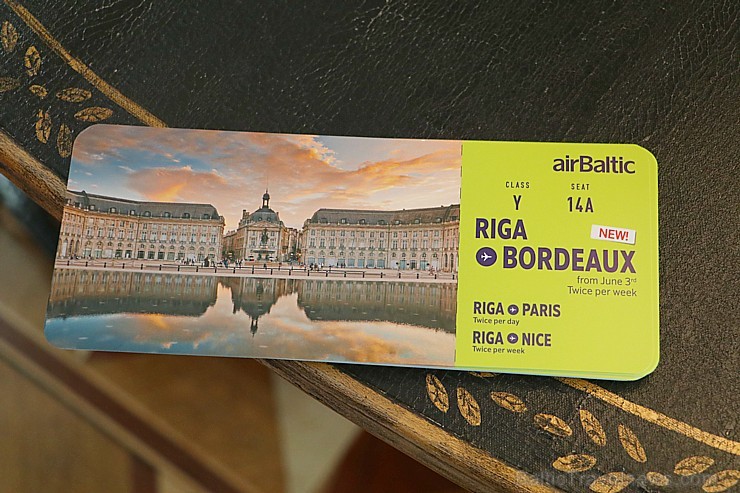 airBaltic
CLASS SEAT
Y 14A
RIGA
NEW!
BORDEAUX
from June 3rd
Twice per week
RIGA PARIS
Twice per day
RIGA NICE
Twice per week